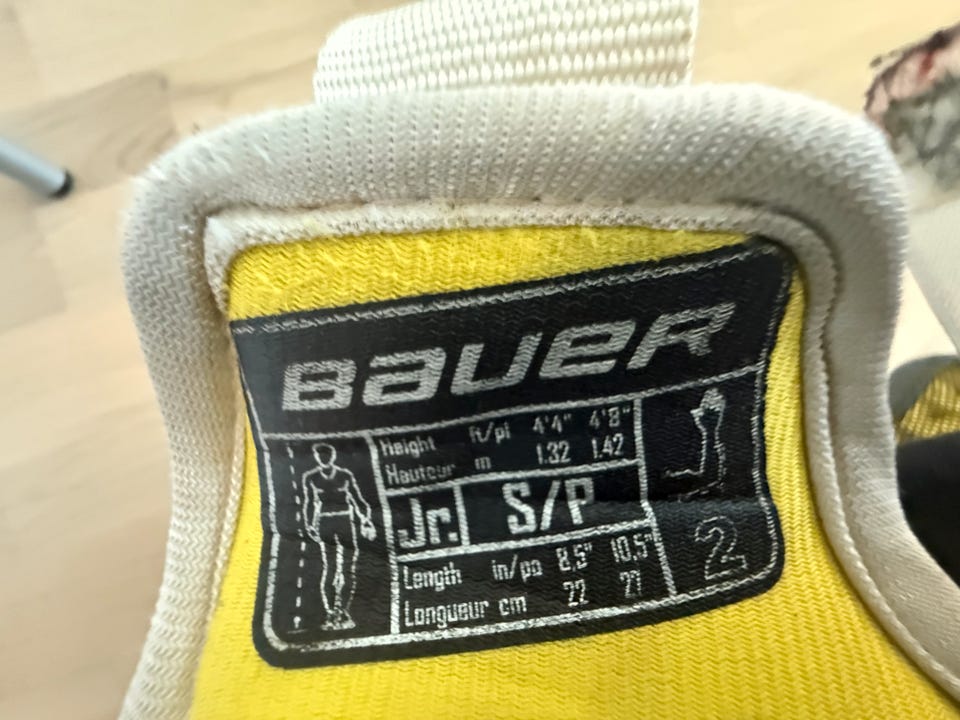 BAUER
Height ft/pi 4'4" 4'8"
Hauteur m 1.32 1.42
Jr. S/P
Length in/po 8,5" 10,5"
Longueur cm 22 27
2